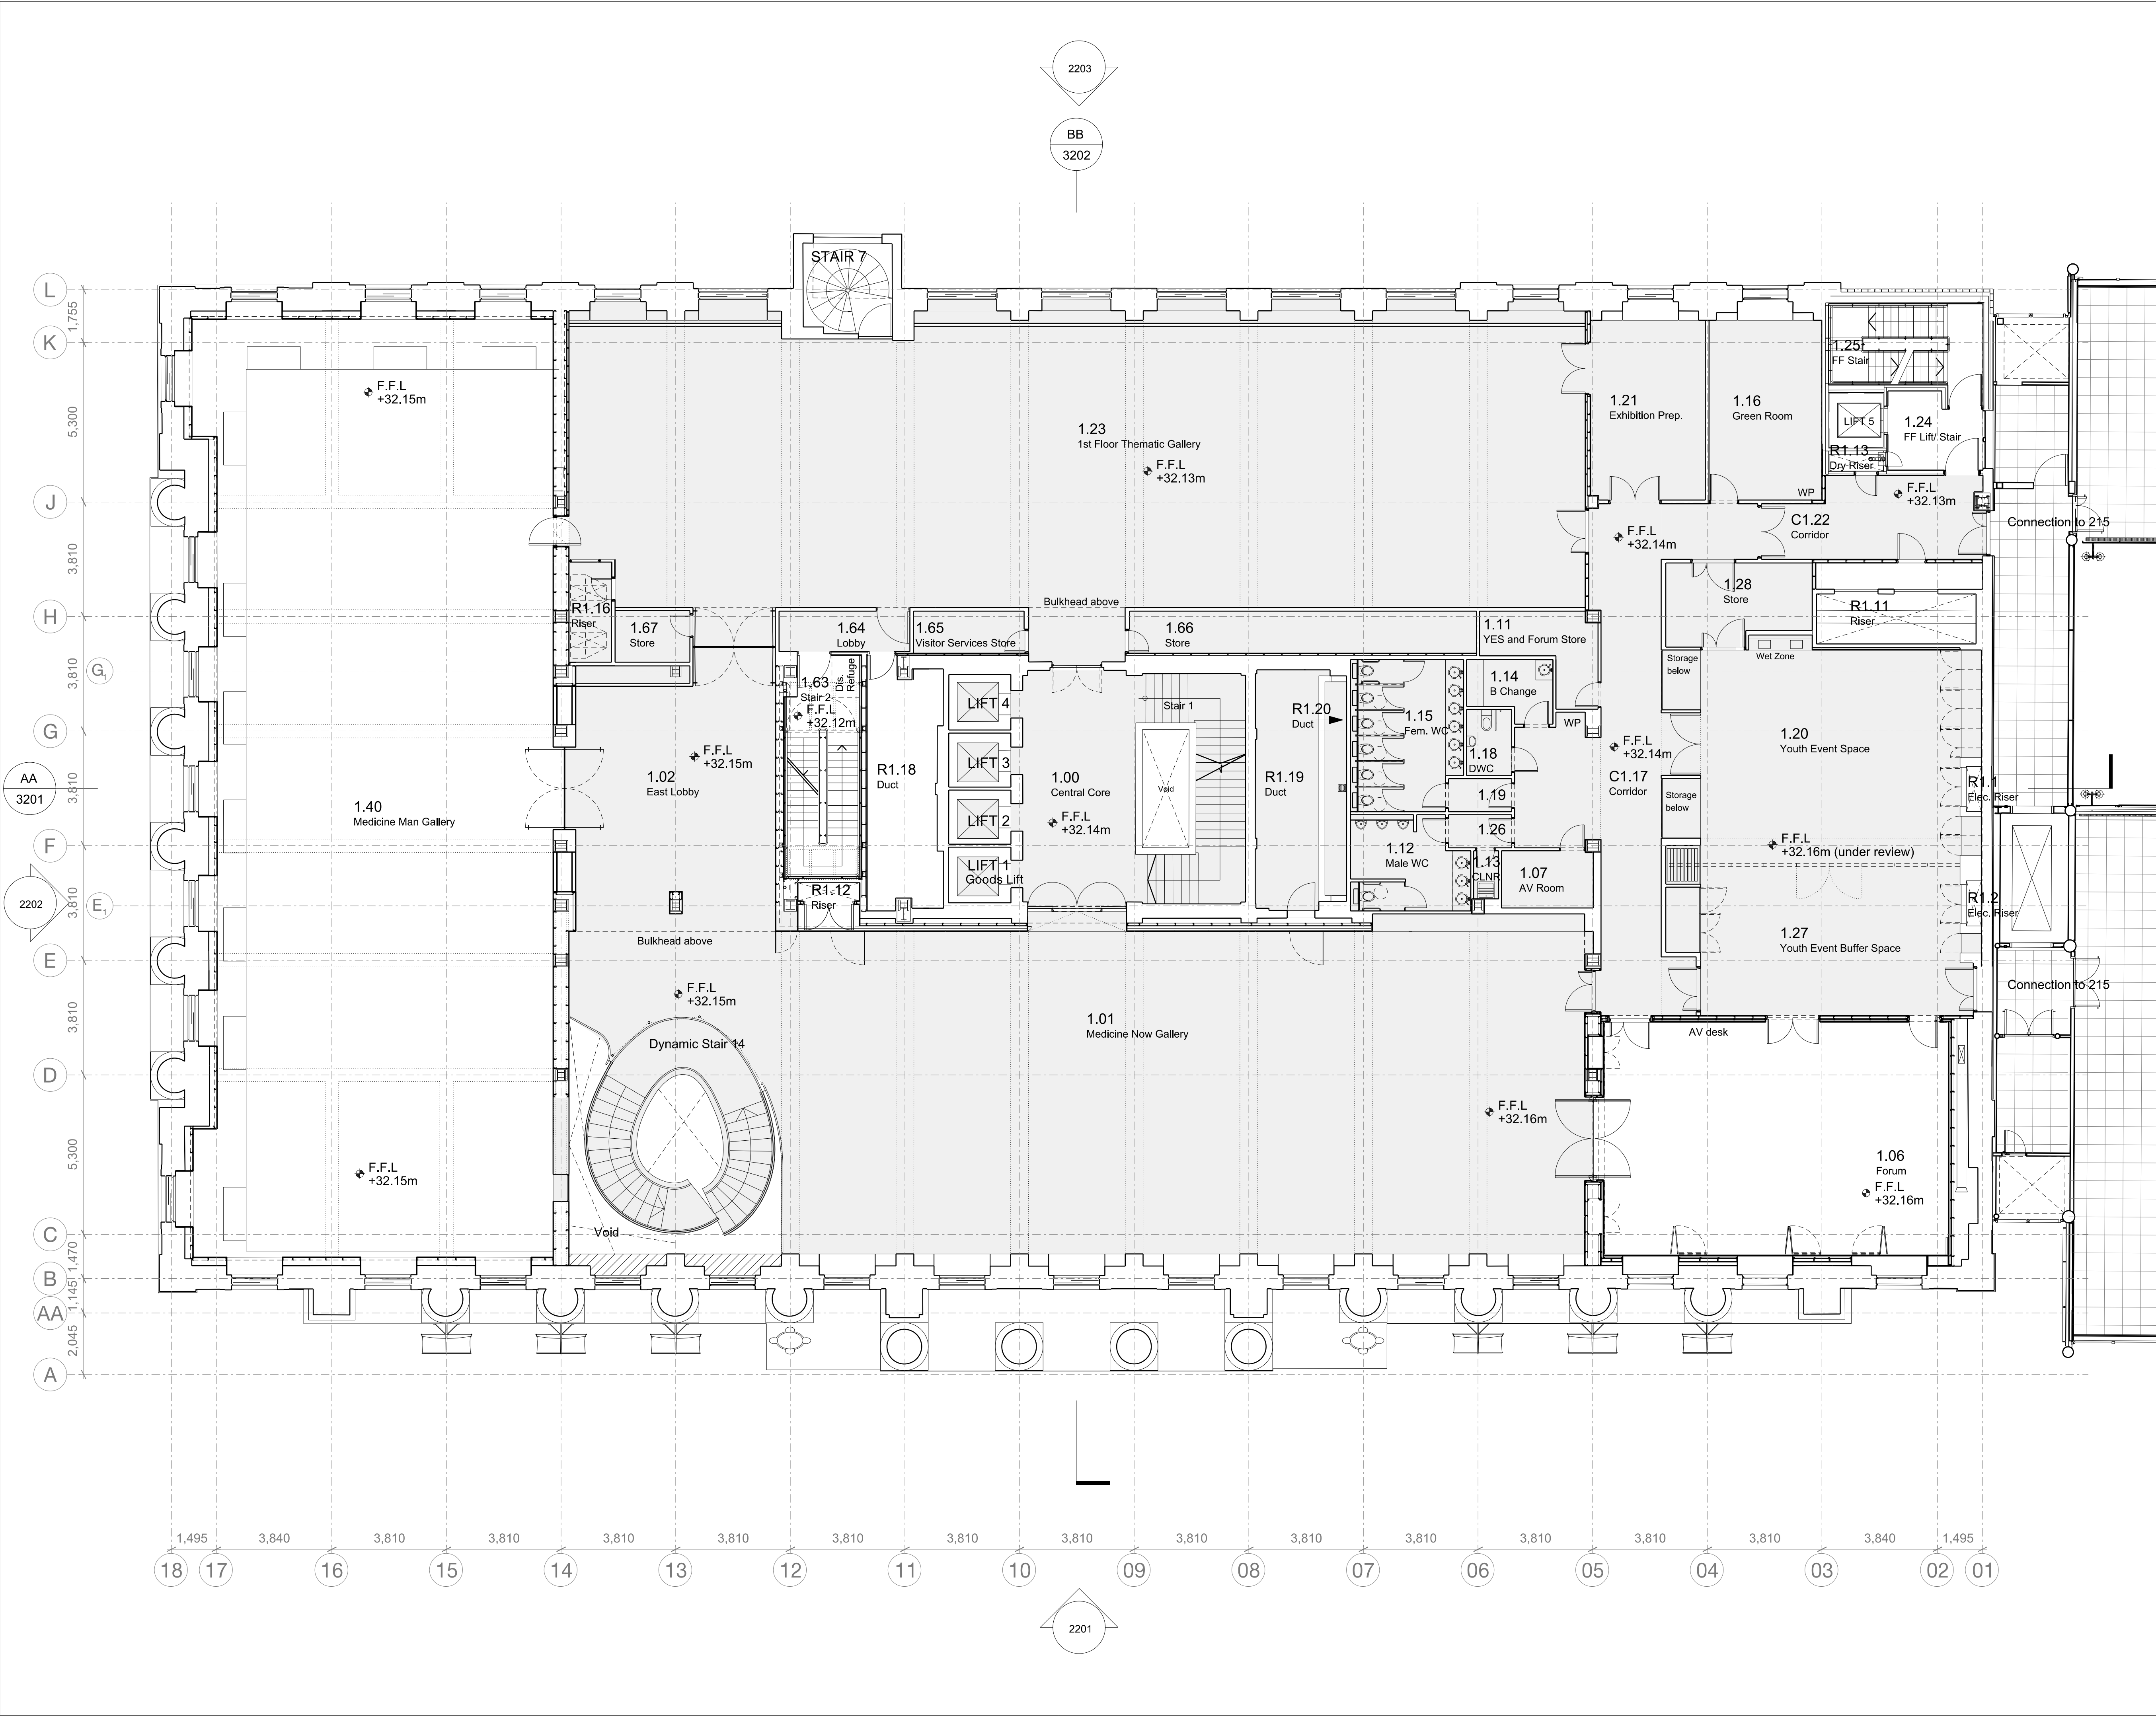 2203
BB
3202
STAIR 7
L
1,755
K
5,300
J
3,810
H
3,810
G1
G
3,810
AA
3201
F
3,810
E1
2202
E
3,810
D
5,300
C
1,470
B
1,145
AA
2,045
A
F.F.L
+32.15m
1.40
Medicine Man Gallery
F.F.L
+32.15m
1.23
1st Floor Thematic Gallery
F.F.L
+32.13m
1.21
Exhibition Prep.
1.16
Green Room
WP
1.25
FF Stair
LIFT 5
1.24
FF Lift/ Stair
R1.13
Dry Riser
F.F.L
+32.13m
F.F.L
+32.14m
C1.22
Corridor
Connection to 215
1.28
Store
R1.11
Riser
Wet Zone
R1.16
Riser
1.67
Store
1.64
Lobby
1.65
Visitor Services Store
Bulkhead above
1.66
Store
1.11
YES and Forum Store
1.63
Stair 2
Dis.
Refuge
F.F.L
+32.12m
F.F.L
+32.15m
1.02
East Lobby
R1.18
Duct
LIFT 4
LIFT 3
LIFT 2
LIFT 1
Goods Lift
1.00
Central Core
F.F.L
+32.14m
Stair 1
Void
R1.20
Duct
R1.19
Duct
1.15
Fem. WC
1.14
B Change
1.18
DWC
WP
1.19
1.26
1.12
Male WC
1.13
CLNR
1.07
AV Room
F.F.L
+32.14m
C1.17
Corridor
Storage
below
Storage
below
1.20
Youth Event Space
F.F.L
+32.16m (under review)
R1.1
Elec. Riser
R1.2
Elec. Riser
1.27
Youth Event Buffer Space
Connection to 215
R1.12
Riser
Bulkhead above
F.F.L
+32.15m
Dynamic Stair 14
Void
1.01
Medicine Now Gallery
F.F.L
+32.16m
AV desk
1.06
Forum
F.F.L
+32.16m
1,495
3,840
3,810
3,810
3,810
3,810
3,810
3,810
3,810
3,810
3,810
3,810
3,810
3,810
3,810
3,840
1,495
18
17
16
15
14
13
12
11
10
09
08
07
06
05
04
03
02
01
2201